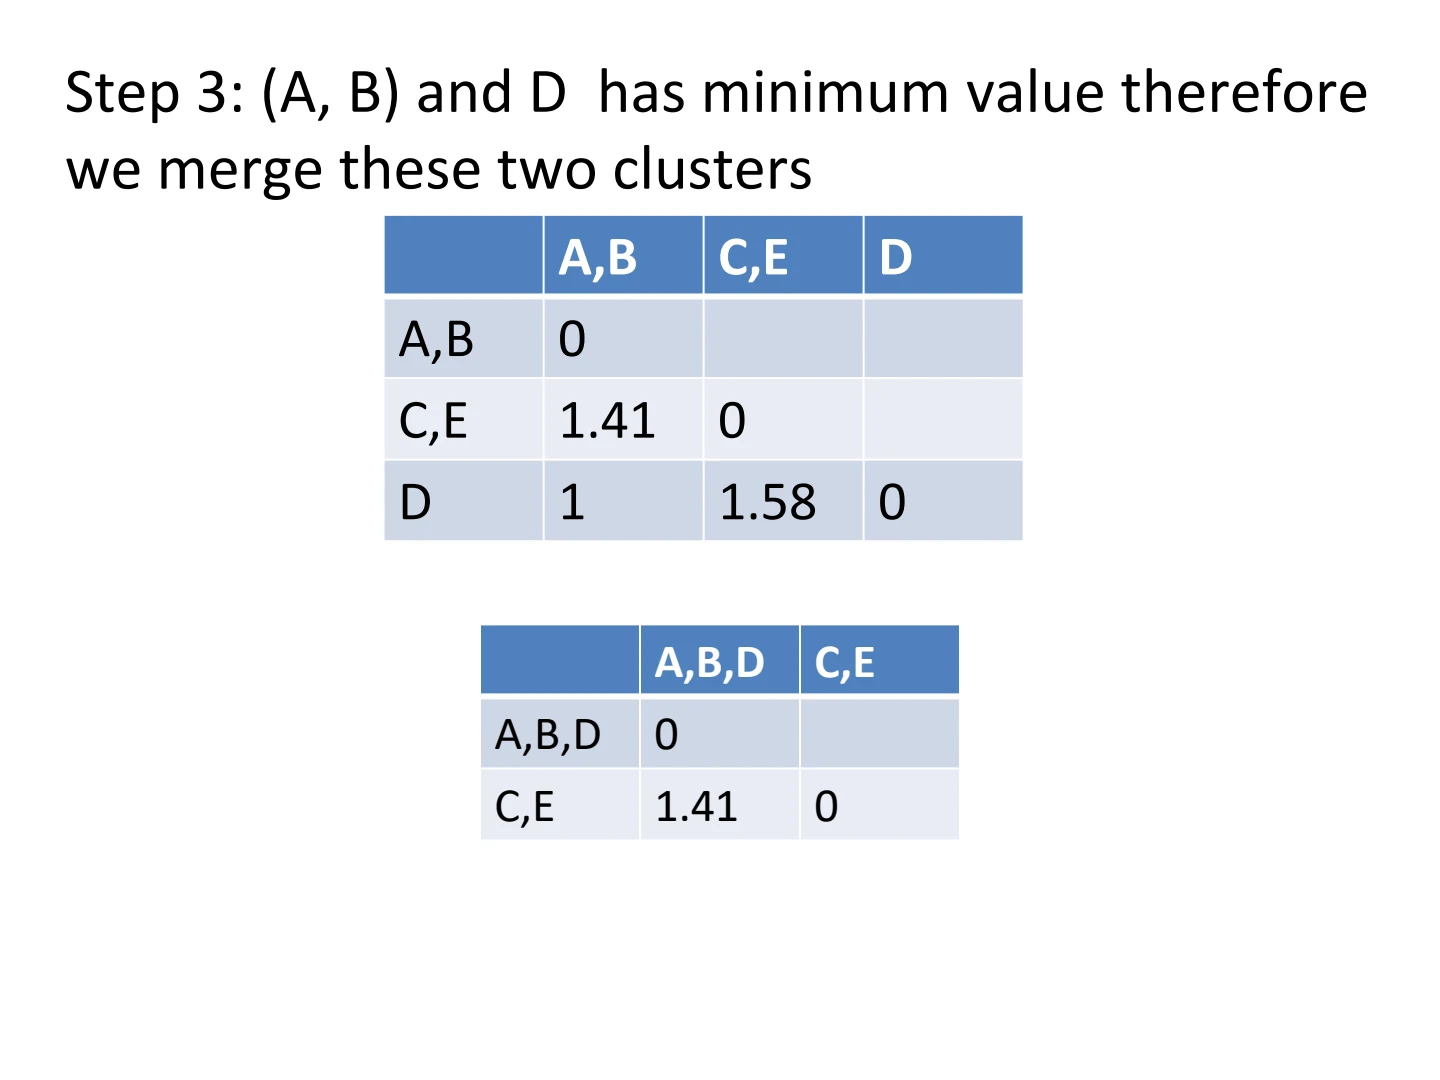 Step 3: (A, B) and D  has minimum value therefore
we merge these two clusters
A,B C,E D
A,B 0
C,E 1.41 0
D 1 1.58 0
A,B,D C,E
A,B,D 0
C,E 1.41 0